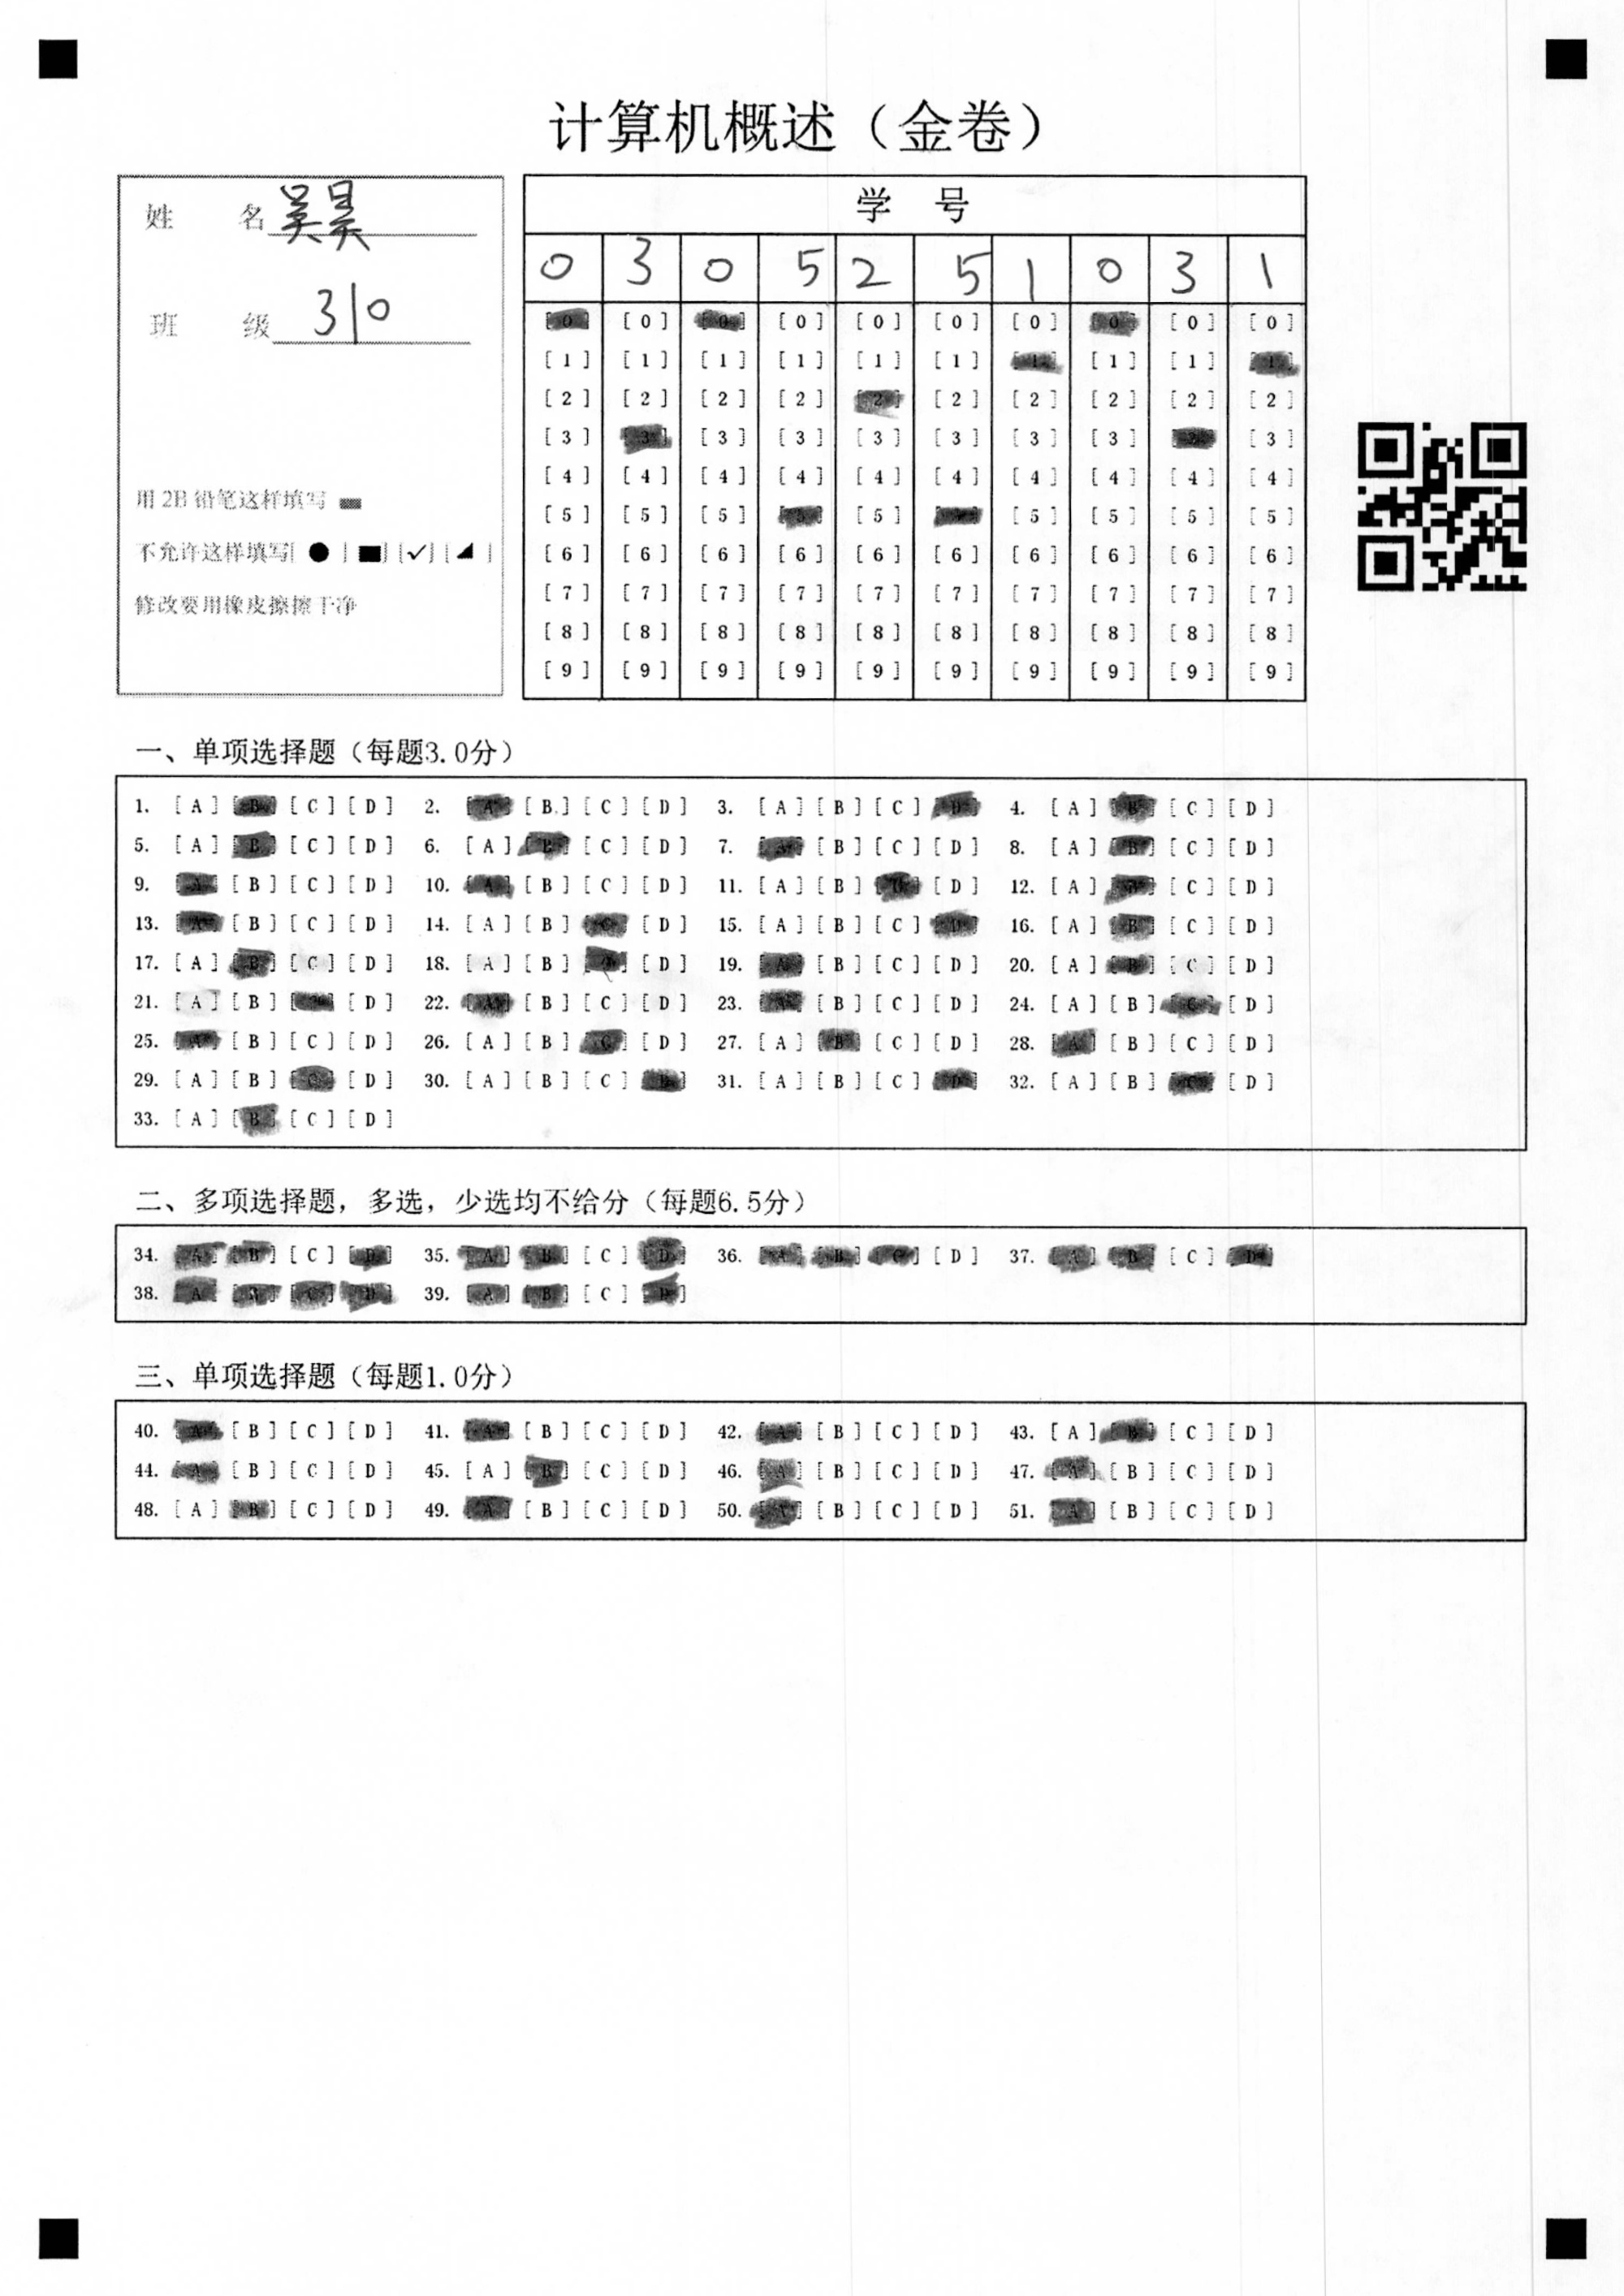 计算机概述（金卷）
姓 名 吴昊
班 级 310
用 2B 铅笔这样填写
不允许这样填写[ ● ] [■] [✓] [◢ ]
修改要用橡皮擦擦干净
学 号
0 3 0 5 2 5 1 0 3 1
[0] [0] [0] [0] [0] [0] [0] [0] [0] [0]
[1] [1] [1] [1] [1] [1] [1] [1] [1] [1]
[2] [2] [2] [2] [2] [2] [2] [2] [2] [2]
[3] [3] [3] [3] [3] [3] [3] [3] [3] [3]
[4] [4] [4] [4] [4] [4] [4] [4] [4] [4]
[5] [5] [5] [5] [5] [5] [5] [5] [5] [5]
[6] [6] [6] [6] [6] [6] [6] [6] [6] [6]
[7] [7] [7] [7] [7] [7] [7] [7] [7] [7]
[8] [8] [8] [8] [8] [8] [8] [8] [8] [8]
[9] [9] [9] [9] [9] [9] [9] [9] [9] [9]
一、单项选择题（每题3.0分）
1. [A] [B] [C] [D] 2. [A] [B] [C] [D] 3. [A] [B] [C] [D] 4. [A] [B] [C] [D]
5. [A] [B] [C] [D] 6. [A] [B] [C] [D] 7. [A] [B] [C] [D] 8. [A] [B] [C] [D]
9. [A] [B] [C] [D] 10. [A] [B] [C] [D] 11. [A] [B] [C] [D] 12. [A] [B] [C] [D]
13. [A] [B] [C] [D] 14. [A] [B] [C] [D] 15. [A] [B] [C] [D] 16. [A] [B] [C] [D]
17. [A] [B] [C] [D] 18. [A] [B] [C] [D] 19. [A] [B] [C] [D] 20. [A] [B] [C] [D]
21. [A] [B] [C] [D] 22. [A] [B] [C] [D] 23. [A] [B] [C] [D] 24. [A] [B] [C] [D]
25. [A] [B] [C] [D] 26. [A] [B] [C] [D] 27. [A] [B] [C] [D] 28. [A] [B] [C] [D]
29. [A] [B] [C] [D] 30. [A] [B] [C] [D] 31. [A] [B] [C] [D] 32. [A] [B] [C] [D]
33. [A] [B] [C] [D]
二、多项选择题，多选，少选均不给分（每题6.5分）
34. [A] [B] [C] [D] 35. [A] [B] [C] [D] 36. [A] [B] [C] [D] 37. [A] [B] [C] [D]
38. [A] [B] [C] [D] 39. [A] [B] [C] [D]
三、单项选择题（每题1.0分）
40. [A] [B] [C] [D] 41. [A] [B] [C] [D] 42. [A] [B] [C] [D] 43. [A] [B] [C] [D]
44. [A] [B] [C] [D] 45. [A] [B] [C] [D] 46. [A] [B] [C] [D] 47. [A] [B] [C] [D]
48. [A] [B] [C] [D] 49. [A] [B] [C] [D] 50. [A] [B] [C] [D] 51. [A] [B] [C] [D]